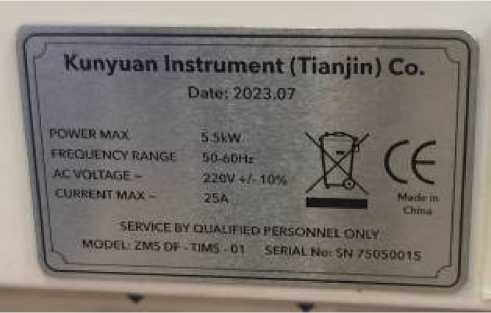 Kunyuan Instrument (Tianjin) Co.
Date: 2023.07
POWER MAX 5.5kW
FREQUENCY RANGE 50-60Hz
AC VOLTAGE ~ 220V +/- 10%
CURRENT MAX ~ 25A
CE
Made in
China
SERVICE BY QUALIFIED PERSONNEL ONLY
MODEL: ZMS DF - TIMS - 01 SERIAL No: SN 75050015